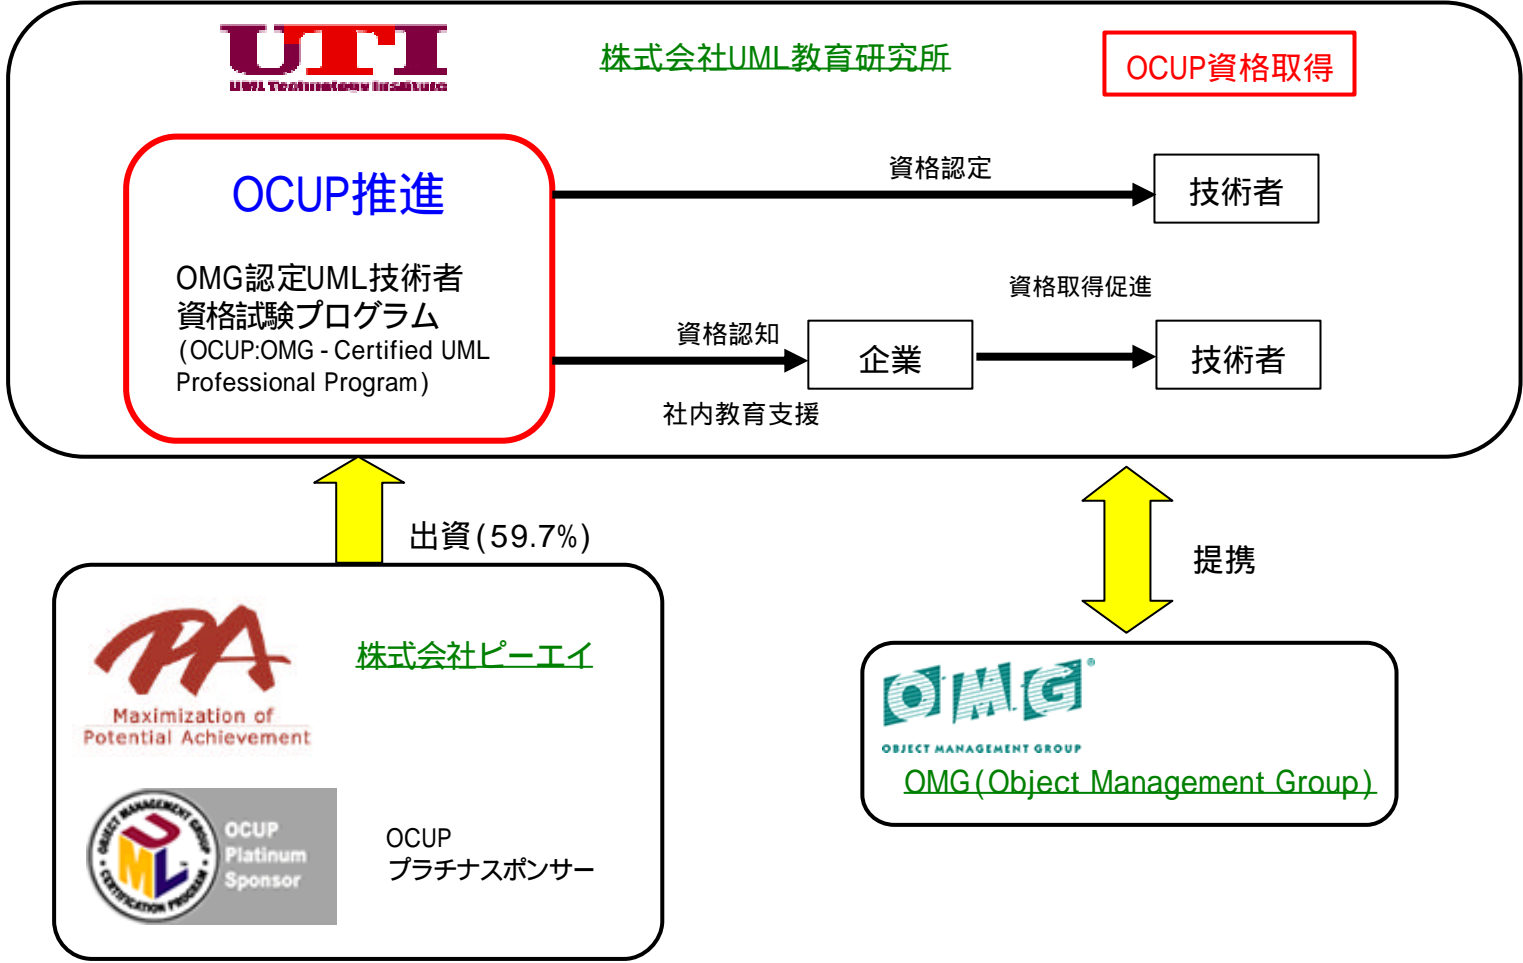 UTI
UML Technology Institute
株式会社UML教育研究所
OCUP資格取得
OCUP推進
OMG認定UML技術者
資格試験プログラム
(OCUP:OMG - Certified UML
Professional Program)
資格認定
技術者
資格認知
社内教育支援
企業
資格取得促進
技術者
出資(59.7%)
提携
PA
Maximization of
Potential Achievement
株式会社ピーエイ
OBJECT MANAGEMENT GROUP
UML
CERTIFICATION PROGRAM
OCUP
Platinum
Sponsor
OCUP
プラチナスポンサー
OMG®
OBJECT MANAGEMENT GROUP
OMG(Object Management Group)